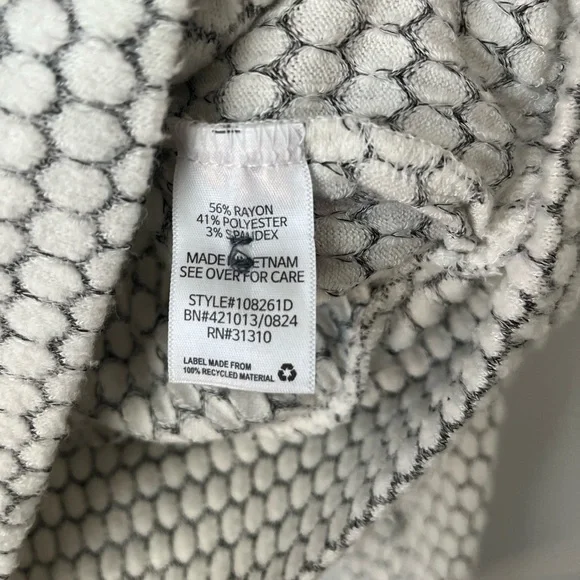 56% RAYON
41% POLYESTER
3% SPANDEX
MADE IN VIETNAM
SEE OVER FOR CARE
STYLE#108261D
BN#421013/0824
RN#31310
LABEL MADE FROM
100% RECYCLED MATERIAL